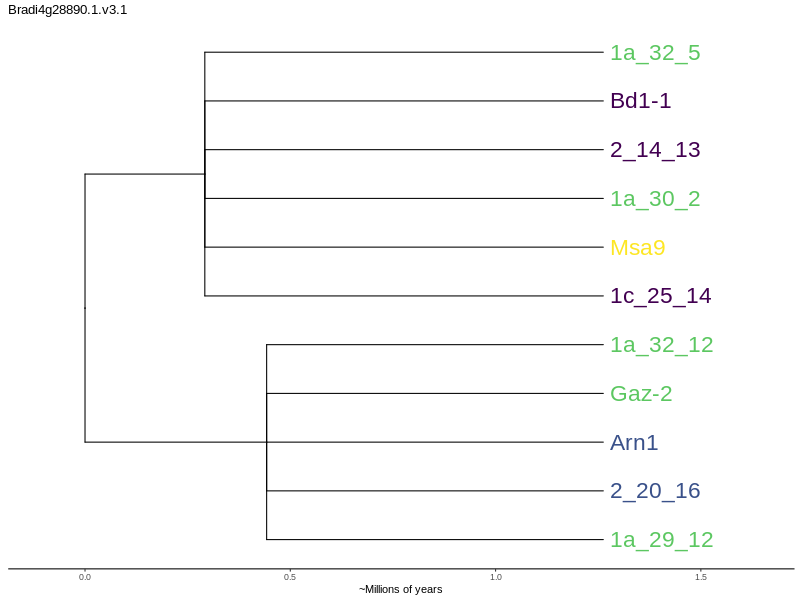 Bradi4g28890.1.v3.1
1a_32_5
Bd1-1
2_14_13
1a_30_2
Msa9
1c_25_14
1a_32_12
Gaz-2
Arn1
2_20_16
1a_29_12
0.0 0.5 1.0 1.5
~Millions of years